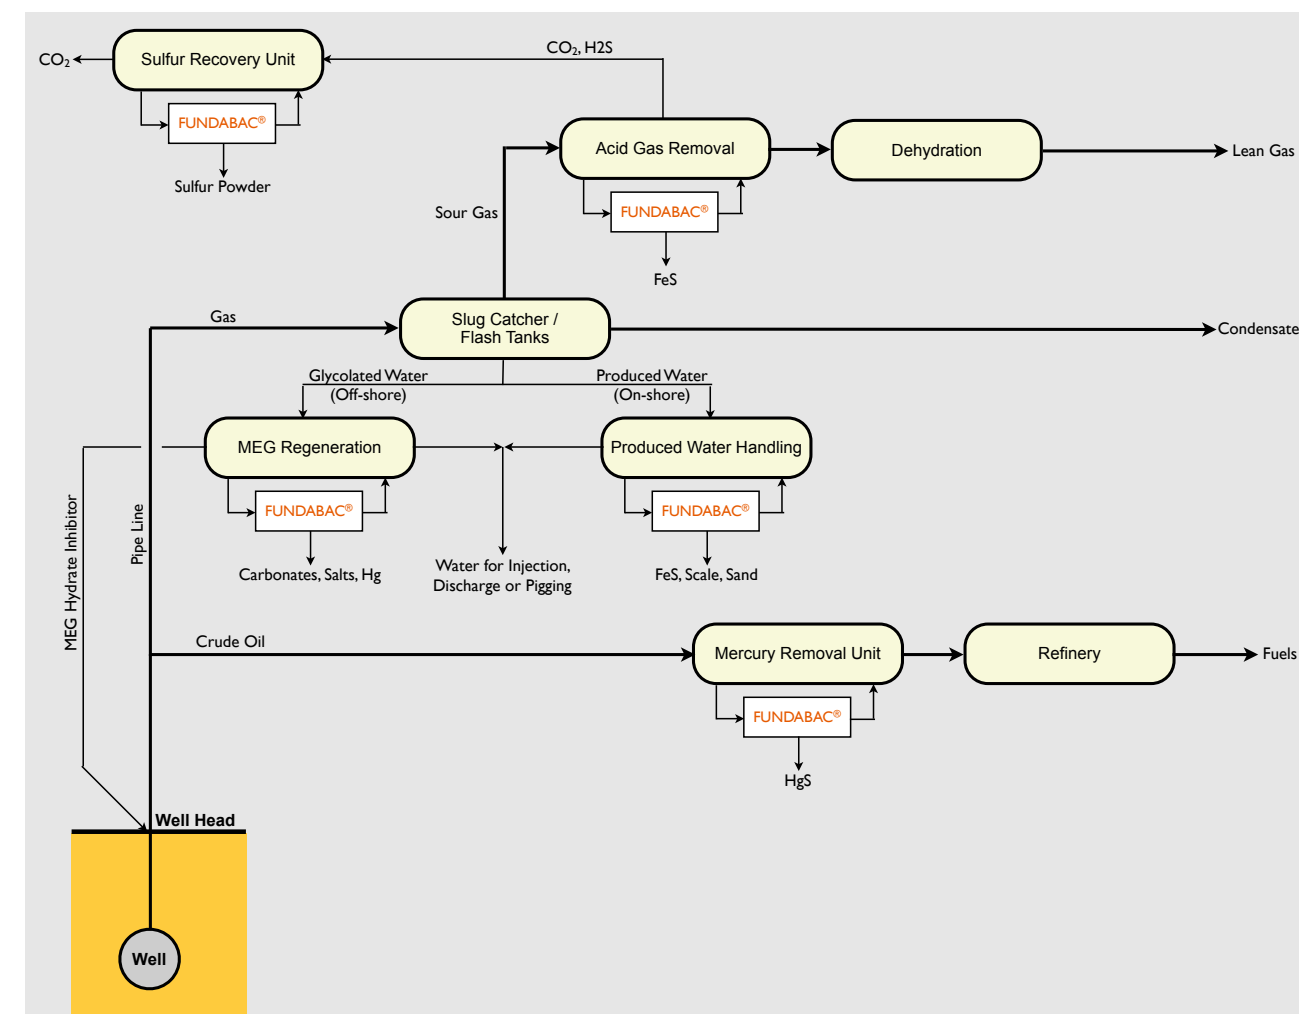 CO₂
Sulfur Recovery Unit
CO₂, H2S
FUNDABAC®
Sulfur Powder
Acid Gas Removal
Dehydration
Lean Gas
FUNDABAC®
Sour Gas
FeS
Gas
Slug Catcher /
Flash Tanks
Condensate
Glycolated Water
(Off-shore)
Produced Water
(On-shore)
MEG Regeneration
Produced Water Handling
FUNDABAC®
FUNDABAC®
MEG Hydrate Inhibitor
Pipe Line
Carbonates, Salts, Hg
Water for Injection,
Discharge or Pigging
FeS, Scale, Sand
Crude Oil
Mercury Removal Unit
Refinery
Fuels
FUNDABAC®
HgS
Well Head
Well